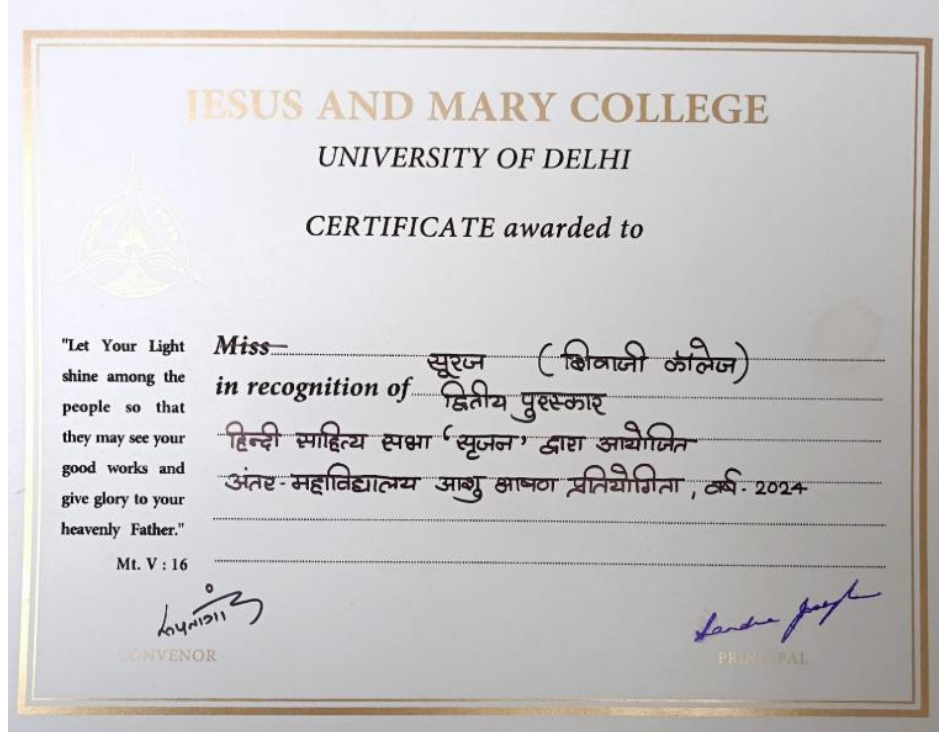 JESUS AND MARY COLLEGE
UNIVERSITY OF DELHI
CERTIFICATE awarded to
"Let Your Light
shine among the
people so that
they may see your
good works and
give glory to your
heavenly Father."
Mt. V : 16
Miss
सूरज (शिवाजी कॉलेज)
in recognition of द्वितीय पुरस्कार
हिन्दी साहित्य सभा 'सृजन' द्वारा आयोजित
अंतर-महाविद्यालय आशु भाषण प्रतियोगिता, वर्ष-2024
CONVENOR
PRINCIPAL